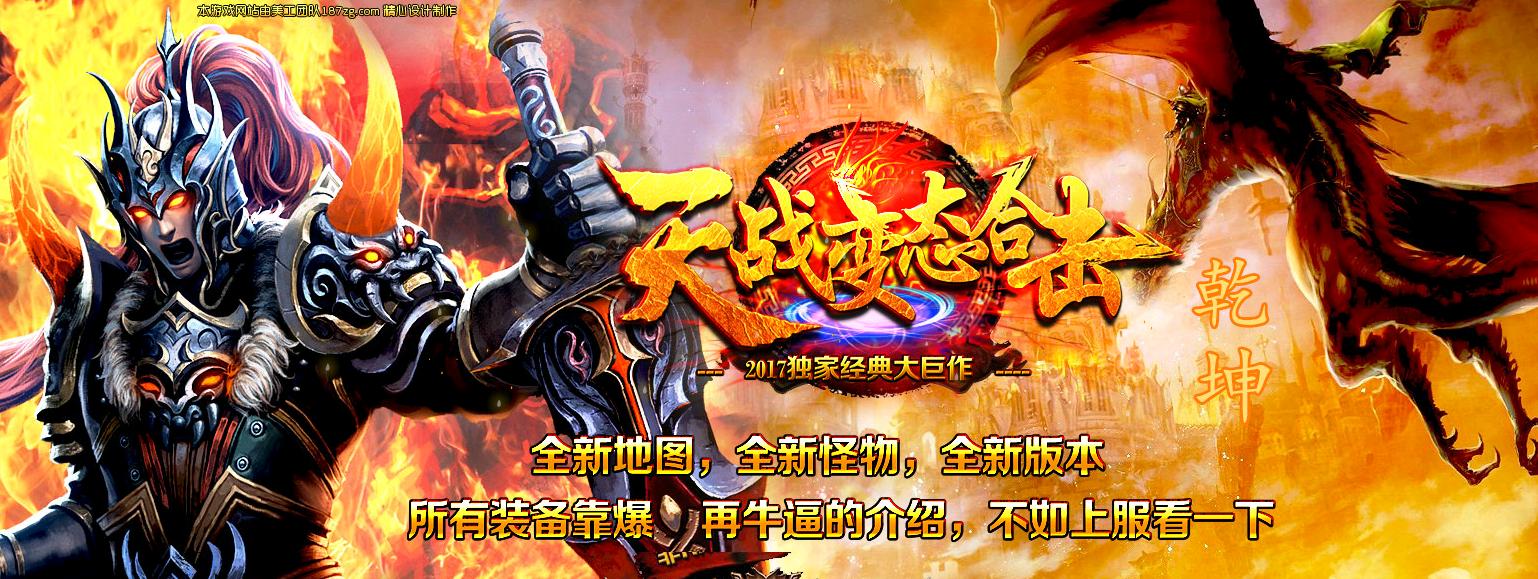 本游戏网站由美工团队187zg.com 精心设计制作
天战变态合击
--- 2017独家经典大巨作 ----
乾坤
全新地图，全新怪物，全新版本
所有装备靠爆 再牛逼的介绍，不如上服看一下